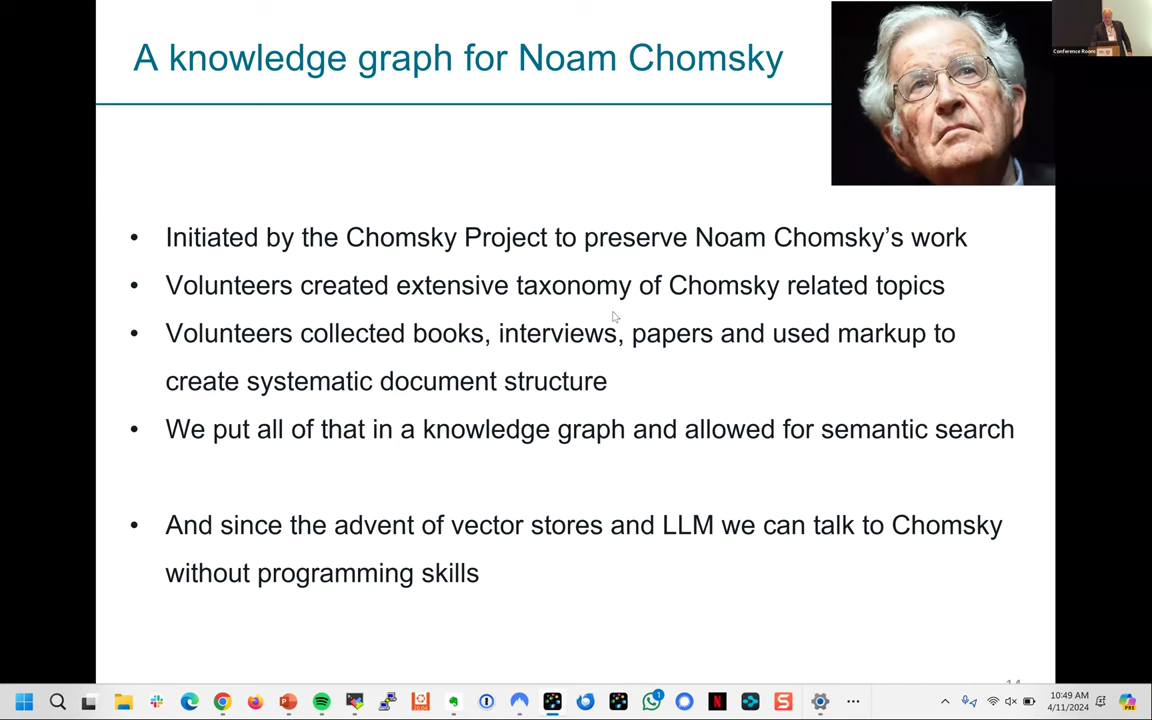 A knowledge graph for Noam Chomsky
Conference Room
• Initiated by the Chomsky Project to preserve Noam Chomsky’s work
• Volunteers created extensive taxonomy of Chomsky related topics
• Volunteers collected books, interviews, papers and used markup to
create systematic document structure
• We put all of that in a knowledge graph and allowed for semantic search
• And since the advent of vector stores and LLM we can talk to Chomsky
without programming skills
10:49 AM
4/11/2024